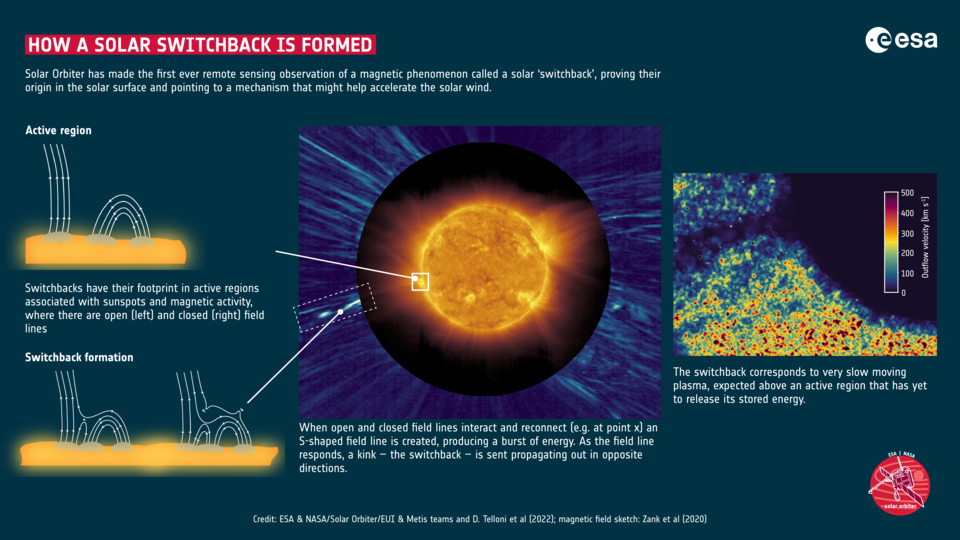 HOW A SOLAR SWITCHBACK IS FORMED
esa
Solar Orbiter has made the first ever remote sensing observation of a magnetic phenomenon called a solar ‘switchback’, proving their
origin in the solar surface and pointing to a mechanism that might help accelerate the solar wind.
Active region
Switchbacks have their footprint in active regions
associated with sunspots and magnetic activity,
where there are open (left) and closed (right) field
lines
Switchback formation
When open and closed field lines interact and reconnect (e.g. at point x) an
S-shaped field line is created, producing a burst of energy. As the field line
responds, a kink – the switchback – is sent propagating out in opposite
directions.
500
400
300
200
100
0
Outflow velocity [km s⁻¹]
The switchback corresponds to very slow moving
plasma, expected above an active region that has yet
to release its stored energy.
ESA | NASA
solar orbiter
Credit: ESA & NASA/Solar Orbiter/EUI & Metis teams and D. Telloni et al (2022); magnetic field sketch: Zank et al (2020)